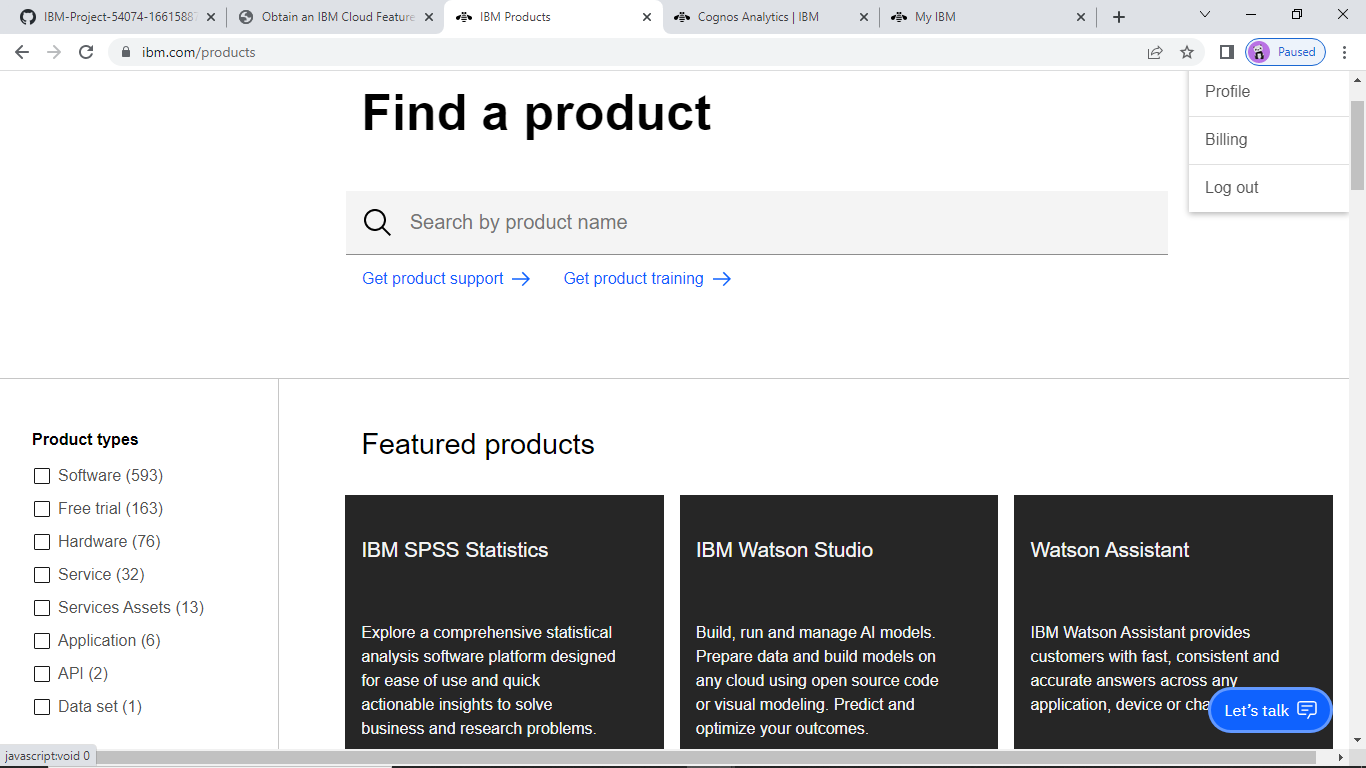 IBM-Project-54074-16615887
Obtain an IBM Cloud Feature
IBM Products
Cognos Analytics | IBM
My IBM
ibm.com/products
Paused
Profile
Billing
Log out
Find a product
Search by product name
Get product support
Get product training
Product types
Software (593)
Free trial (163)
Hardware (76)
Service (32)
Services Assets (13)
Application (6)
API (2)
Data set (1)
Featured products
IBM SPSS Statistics
Explore a comprehensive statistical
analysis software platform designed
for ease of use and quick
actionable insights to solve
business and research problems.
IBM Watson Studio
Build, run and manage AI models.
Prepare data and build models on
any cloud using open source code
or visual modeling. Predict and
optimize your outcomes.
Watson Assistant
IBM Watson Assistant provides
customers with fast, consistent and
accurate answers across any
application, device or
Let's talk
javascript:void 0